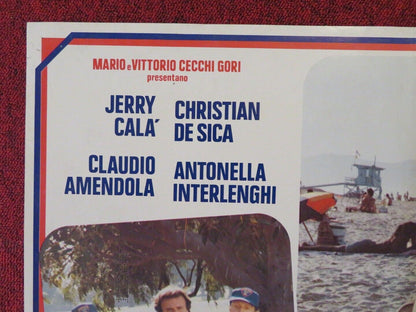 MARIO e VITTORIO CECCHI GORI
presentano
JERRY
CALA'
CHRISTIAN
DE SICA
CLAUDIO
AMENDOLA
ANTONELLA
INTERLENGHI